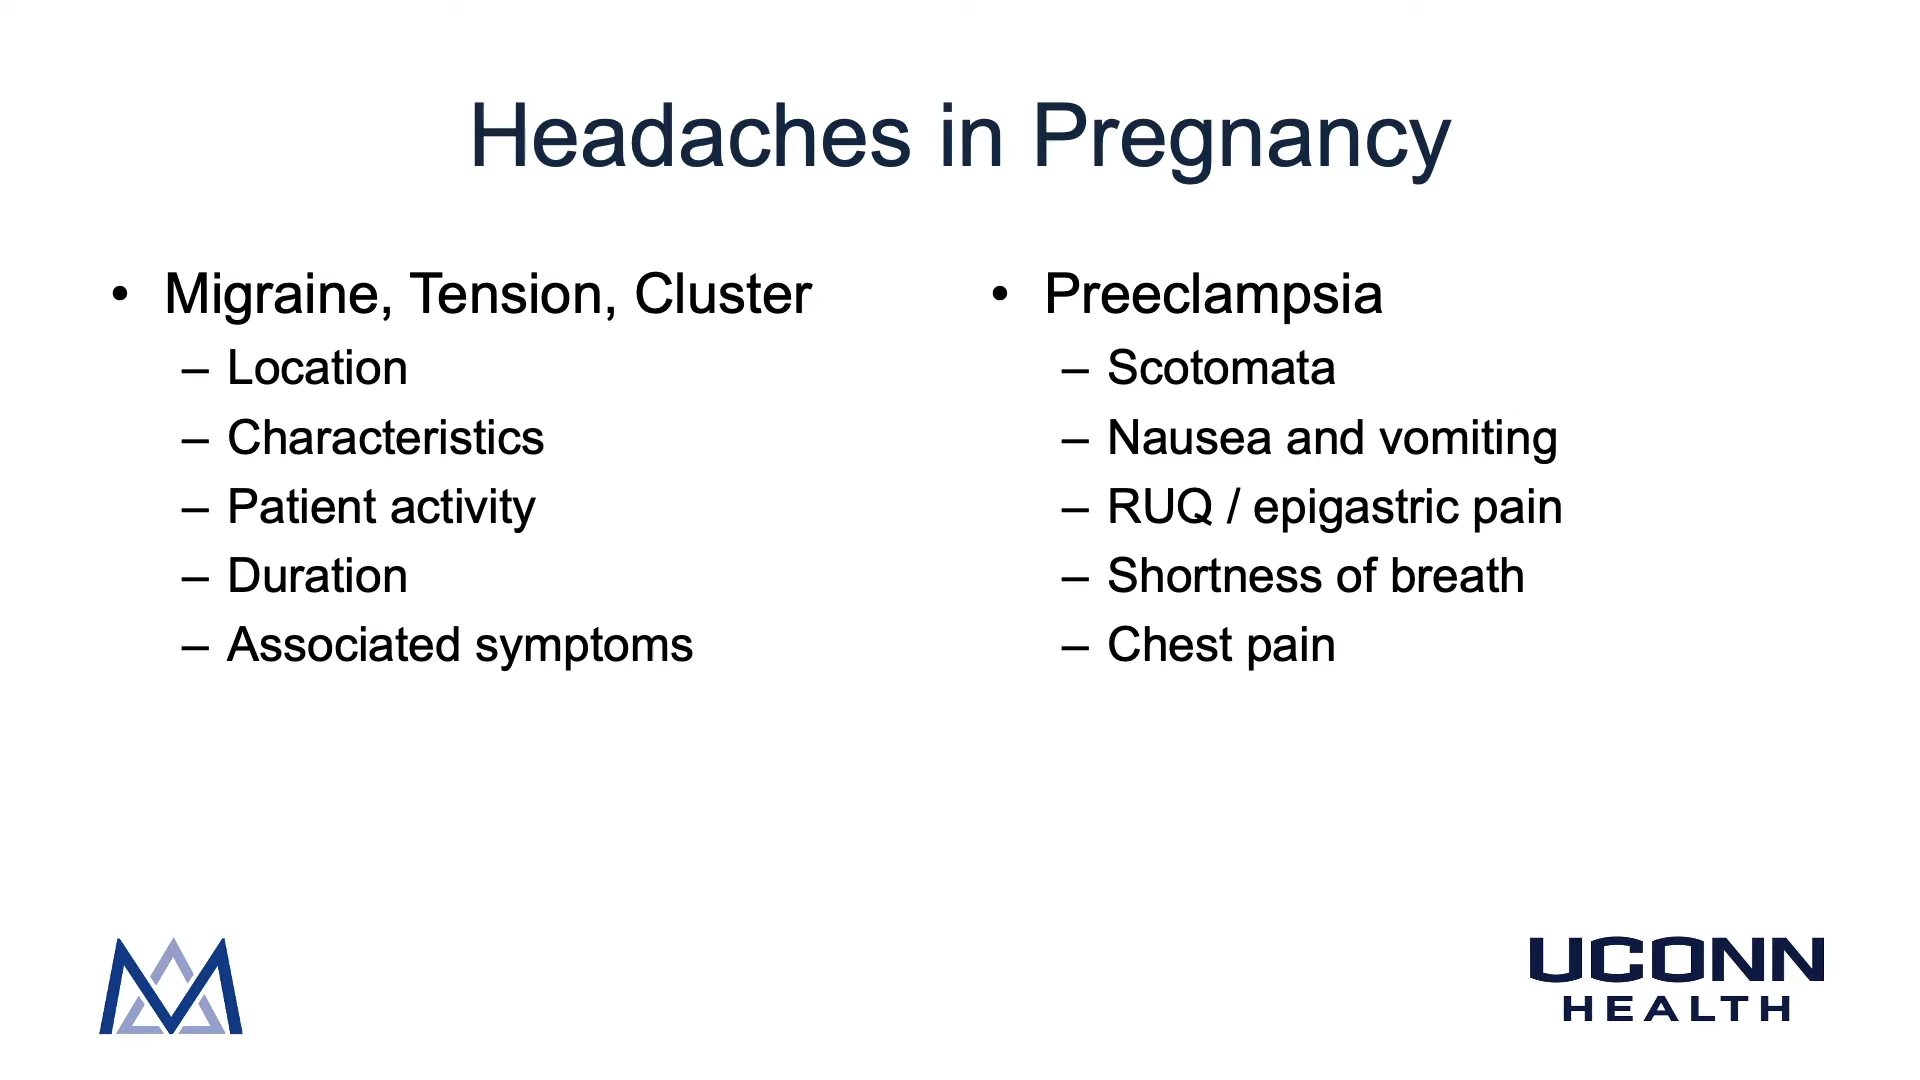 Headaches in Pregnancy
• Migraine, Tension, Cluster
– Location
– Characteristics
– Patient activity
– Duration
– Associated symptoms
• Preeclampsia
– Scotomata
– Nausea and vomiting
– RUQ / epigastric pain
– Shortness of breath
– Chest pain
UCONN
HEALTH